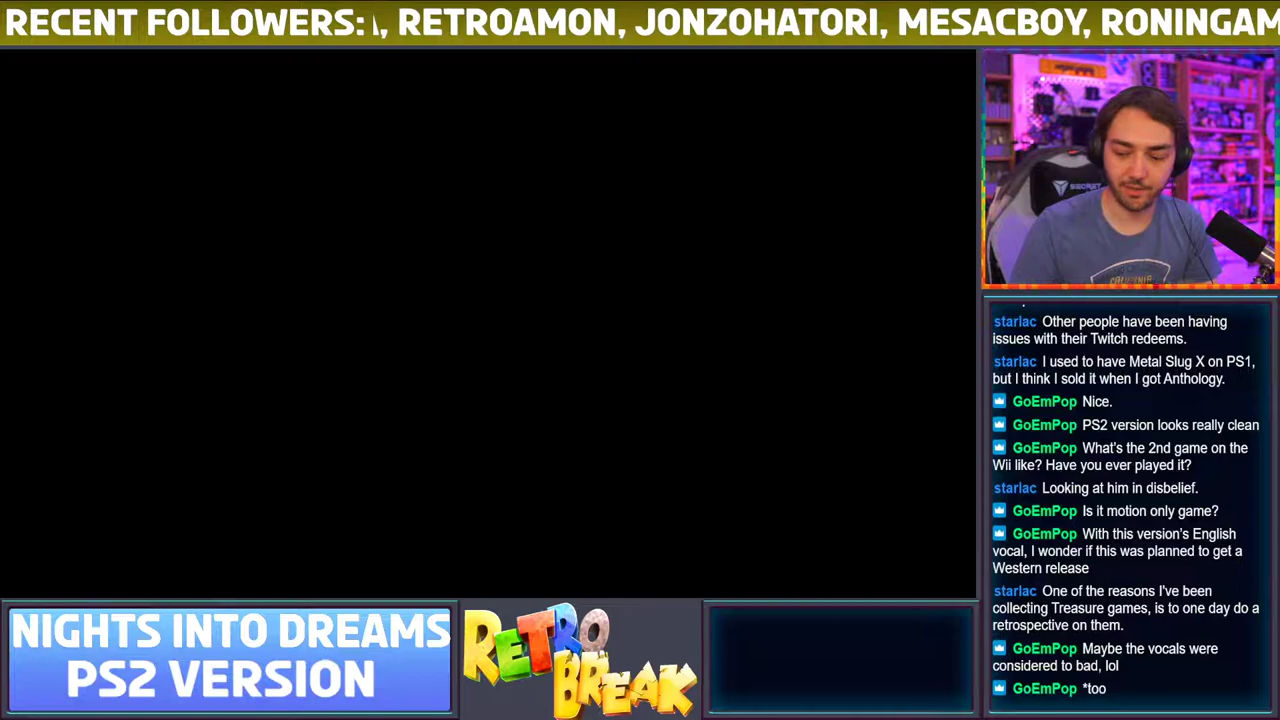 RECENT FOLLOWERS: , RETROAMON, JONZOHATORI, MESACBOY, RONINGAM
SECRET
CALIFORNIA
starlac Other people have been having
issues with their Twitch redeems.
starlac I used to have Metal Slug X on PS1,
but I think I sold it when I got Anthology.
GoEmPop Nice.
GoEmPop PS2 version looks really clean
GoEmPop What's the 2nd game on the
Wii like? Have you ever played it?
starlac Looking at him in disbelief.
GoEmPop Is it motion only game?
GoEmPop With this version's English
vocal, I wonder if this was planned to get a
Western release
starlac One of the reasons I've been
collecting Treasure games, is to one day do a
retrospective on them.
GoEmPop Maybe the vocals were
considered to bad, lol
GoEmPop *too
NIGHTS INTO DREAMS
PS2 VERSION
RETRO
BREAK